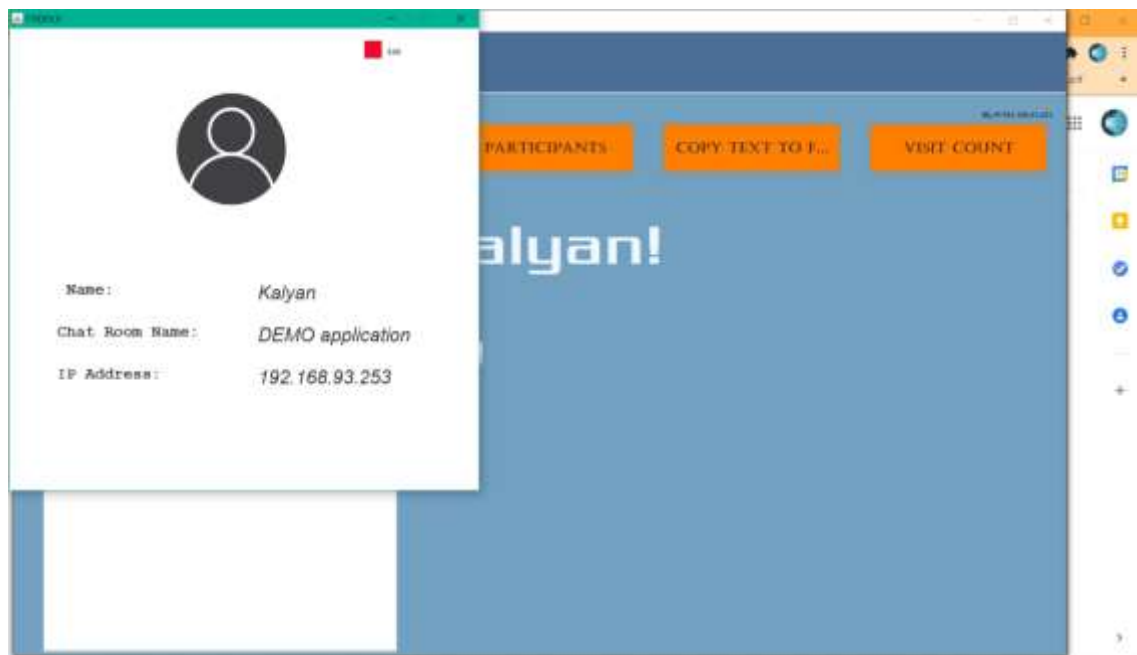 PARTICIPANTS
COPY TEXT TO F...
VISIT COUNT
alyan!
Name:
Kalyan
Chat Room Name:
DEMO application
IP Address:
192.168.93.253